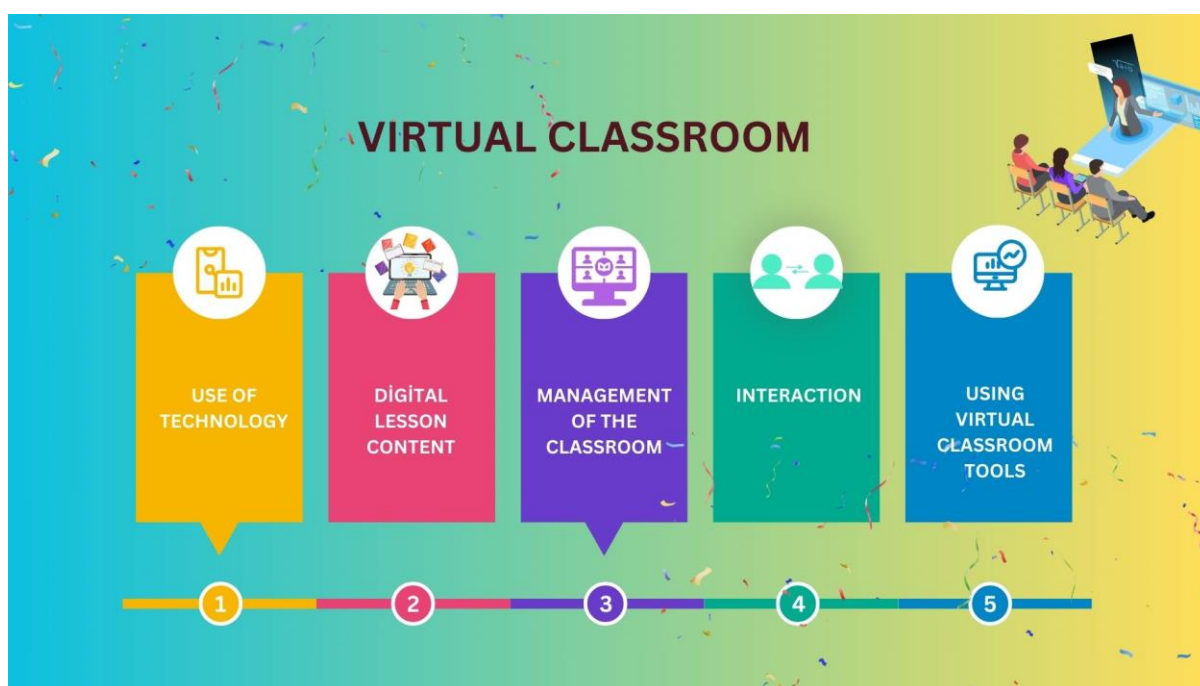 VIRTUAL CLASSROOM
USE OF
TECHNOLOGY
DİGİTAL
LESSON
CONTENT
MANAGEMENT
OF THE
CLASSROOM
INTERACTION
USING
VIRTUAL
CLASSROOM
TOOLS
1
2
3
4
5